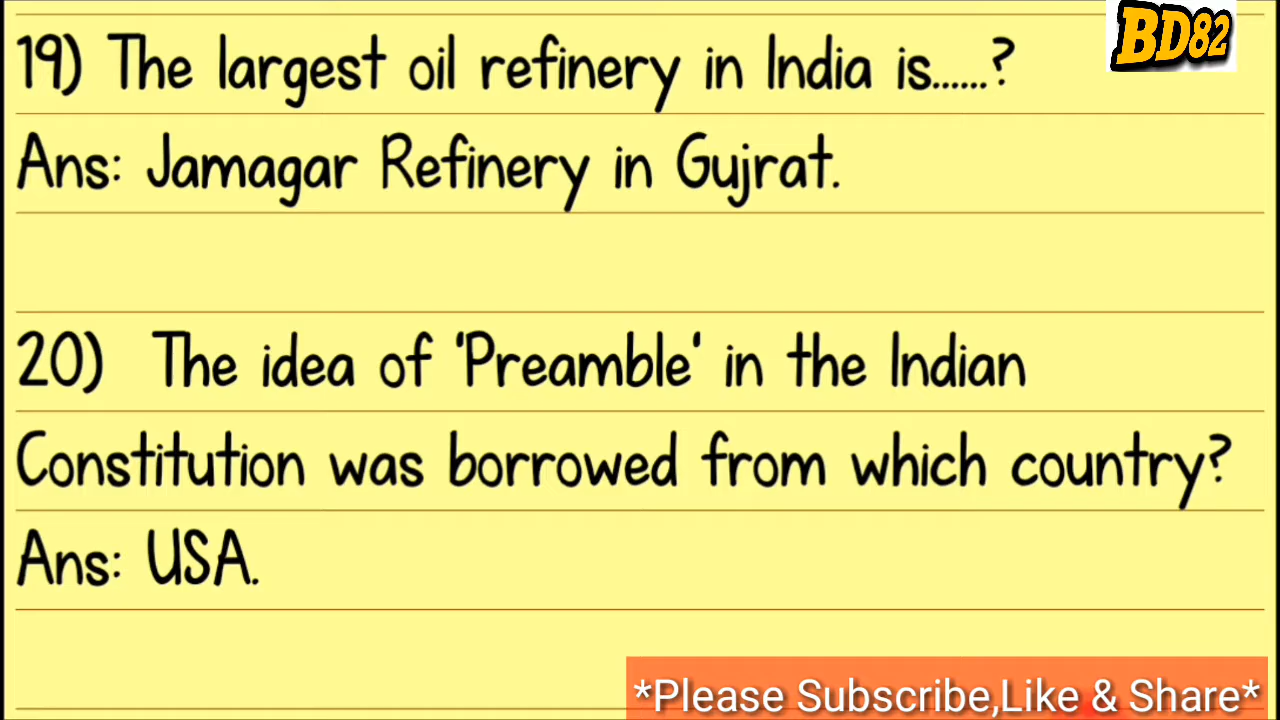 BD82
19) The largest oil refinery in India is......?
Ans: Jamagar Refinery in Gujrat.
20) The idea of 'Preamble' in the Indian
Constitution was borrowed from which country?
Ans: USA.
*Please Subscribe,Like & Share*